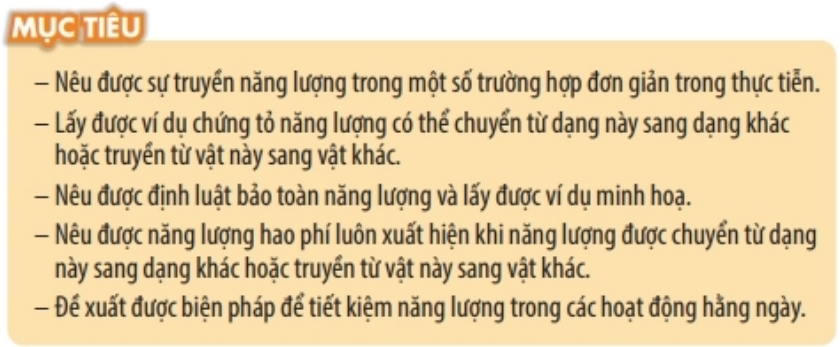 MỤC TIÊU
– Nêu được sự truyền năng lượng trong một số trường hợp đơn giản trong thực tiễn.
– Lấy được ví dụ chứng tỏ năng lượng có thể chuyển từ dạng này sang dạng khác
hoặc truyền từ vật này sang vật khác.
– Nêu được định luật bảo toàn năng lượng và lấy được ví dụ minh hoạ.
– Nêu được năng lượng hao phí luôn xuất hiện khi năng lượng được chuyển từ dạng
này sang dạng khác hoặc truyền từ vật này sang vật khác.
– Đề xuất được biện pháp để tiết kiệm năng lượng trong các hoạt động hằng ngày.